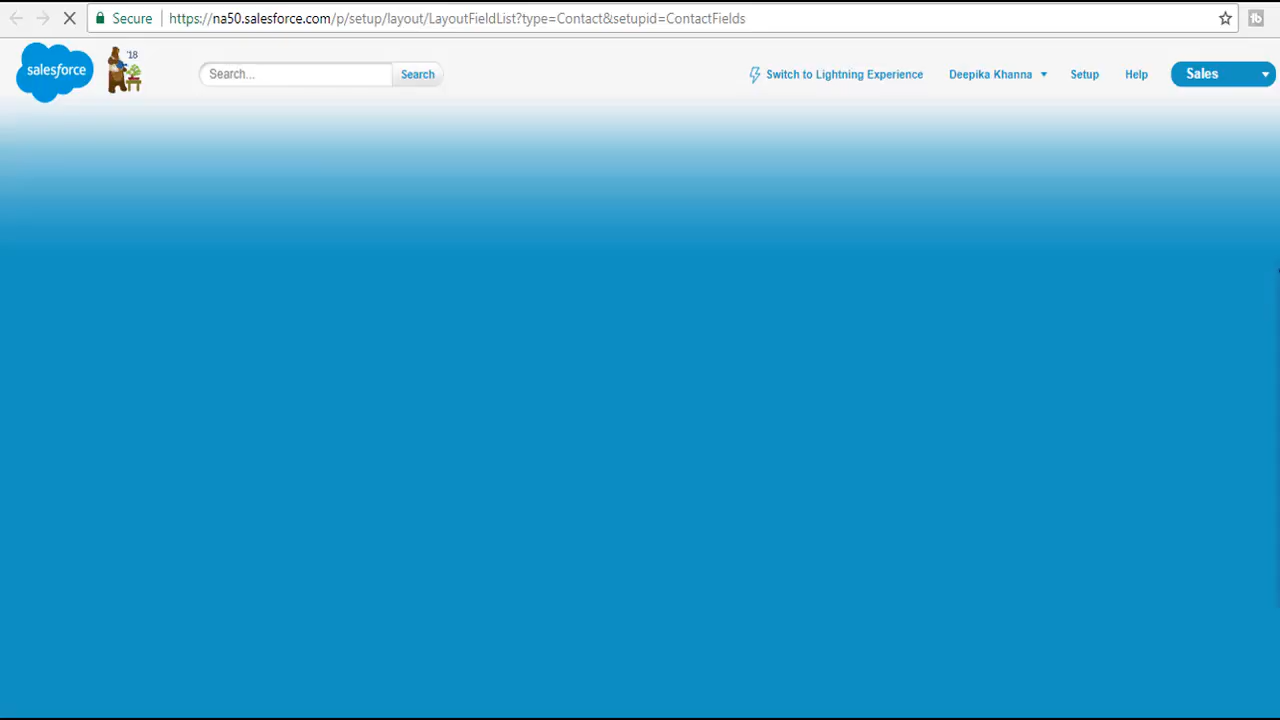 Secure https://na50.salesforce.com/p/setup/layout/LayoutFieldList?type=Contact&setupid=ContactFields
salesforce '18 Search... Search Switch to Lightning Experience Deepika Khanna Setup Help Sales